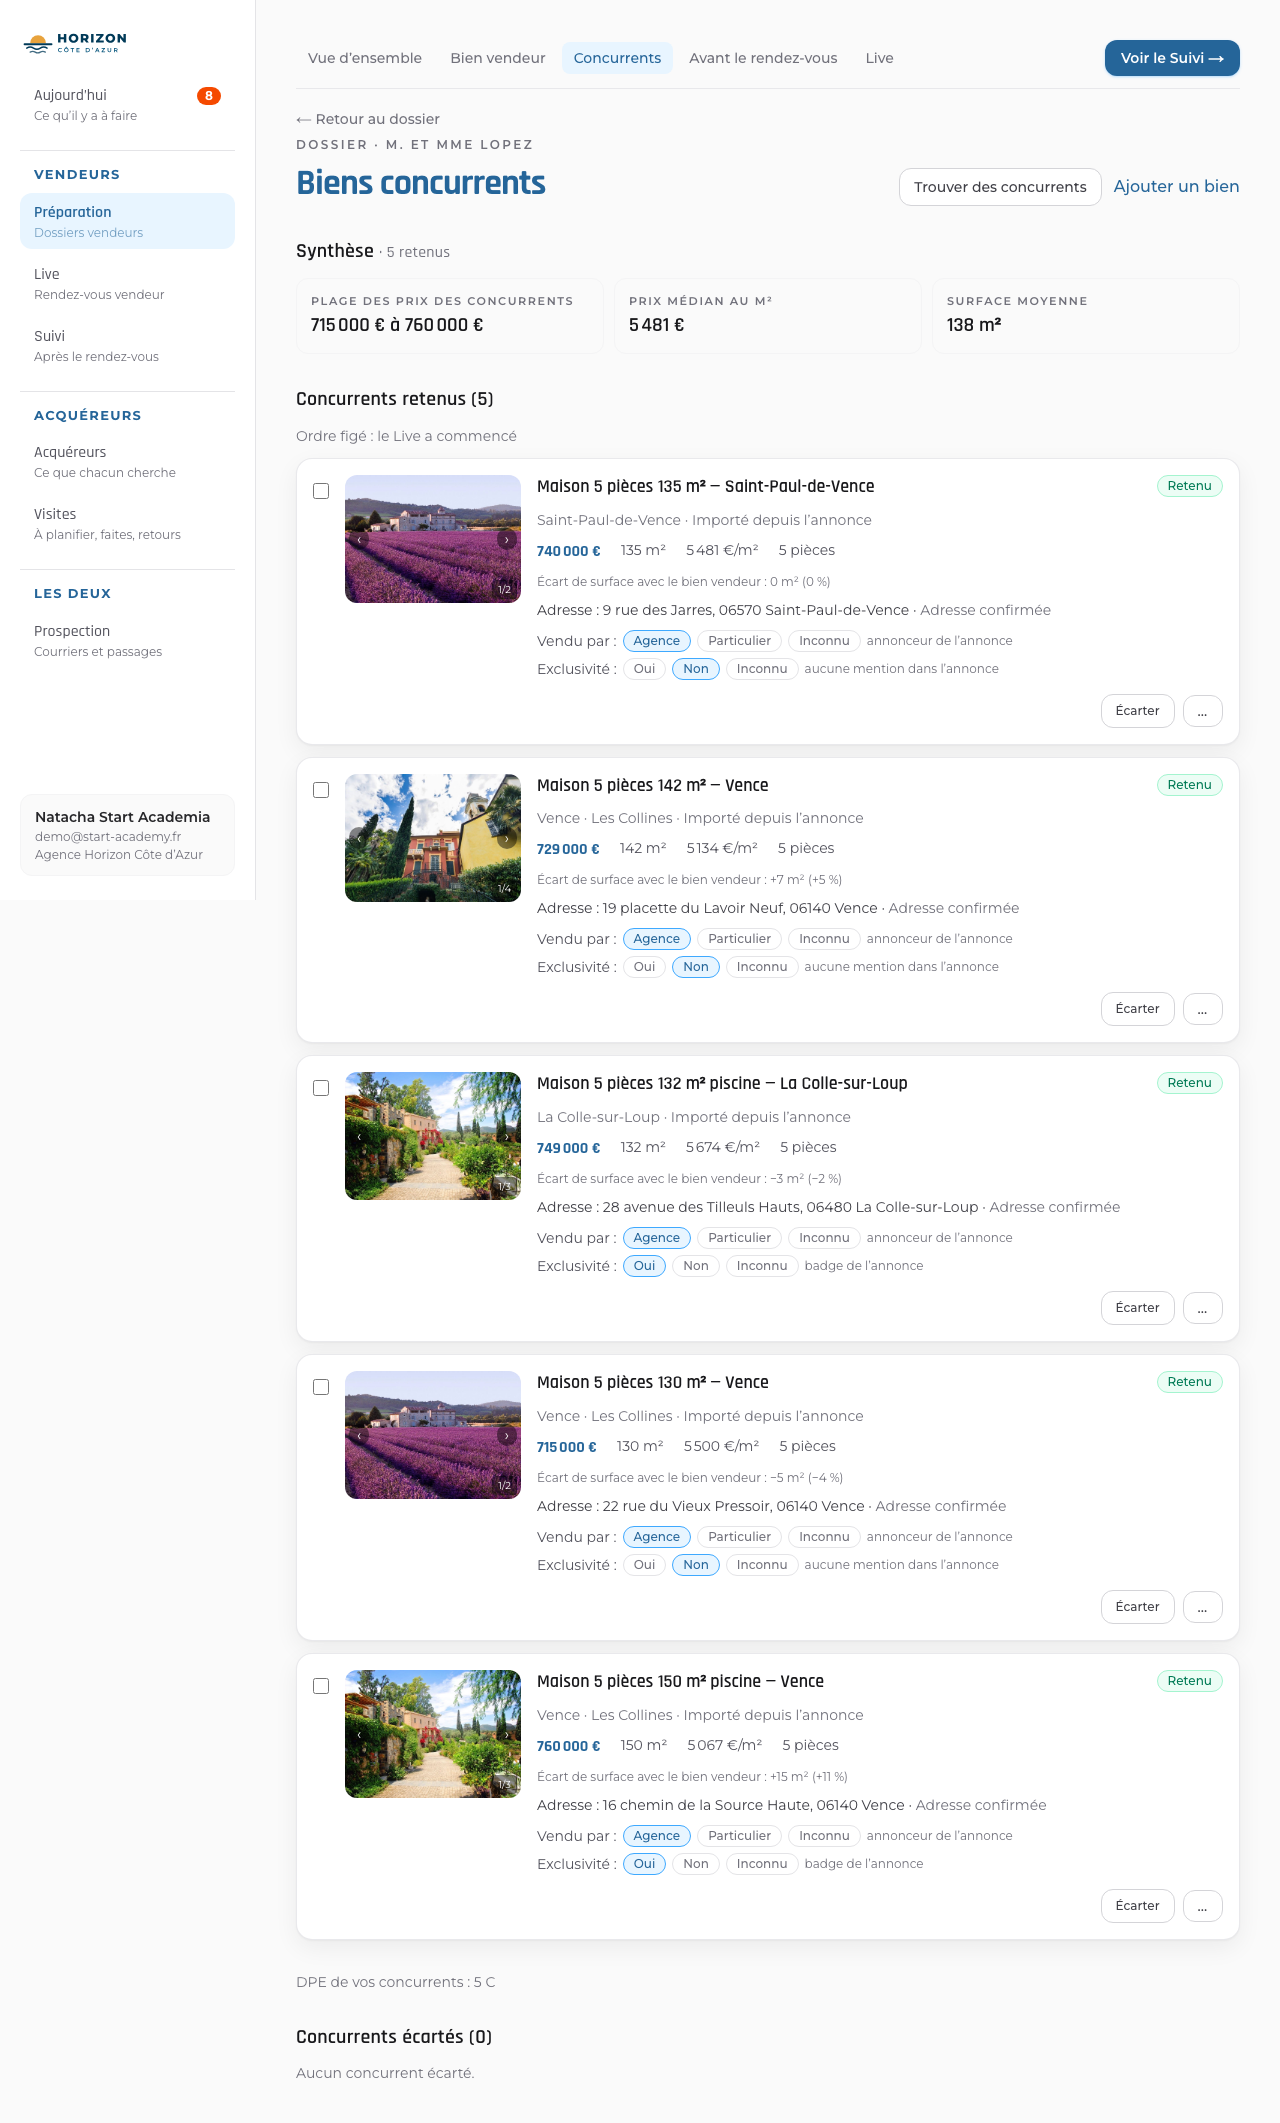 HORIZON
CÔTE D'AZUR
Aujourd'hui
8
Ce qu'il y a à faire
VENDEURS
Préparation
Dossiers vendeurs
Live
Rendez-vous vendeur
Suivi
Après le rendez-vous
ACQUÉREURS
Acquéreurs
Ce que chacun cherche
Visites
À planifier, faites, retours
LES DEUX
Prospection
Courriers et passages
Natacha Start Academia
demo@start-academy.fr
Agence Horizon Côte d'Azur
Vue d'ensemble
Bien vendeur
Concurrents
Avant le rendez-vous
Live
Voir le Suivi →
← Retour au dossier
DOSSIER · M. ET MME LOPEZ
Biens concurrents
Trouver des concurrents
Ajouter un bien
Synthèse · 5 retenus
PLAGE DES PRIX DES CONCURRENTS
715 000 € à 760 000 €
PRIX MÉDIAN AU M²
5 481 €
SURFACE MOYENNE
138 m²
Concurrents retenus (5)
Ordre figé : le Live a commencé
Maison 5 pièces 135 m² – Saint-Paul-de-Vence
Retenu
Saint-Paul-de-Vence · Importé depuis l'annonce
740 000 € 135 m² 5 481 €/m² 5 pièces
Écart de surface avec le bien vendeur : 0 m² (0 %)
Adresse : 9 rue des Jarres, 06570 Saint-Paul-de-Vence · Adresse confirmée
Vendu par : Agence Particulier Inconnu annonceur de l'annonce
Exclusivité : Oui Non Inconnu aucune mention dans l'annonce
‹ ›
1/2
Écarter ...
Maison 5 pièces 142 m² – Vence
Retenu
Vence · Les Collines · Importé depuis l'annonce
729 000 € 142 m² 5 134 €/m² 5 pièces
Écart de surface avec le bien vendeur : +7 m² (+5 %)
Adresse : 19 placette du Lavoir Neuf, 06140 Vence · Adresse confirmée
Vendu par : Agence Particulier Inconnu annonceur de l'annonce
Exclusivité : Oui Non Inconnu aucune mention dans l'annonce
‹ ›
1/4
Écarter ...
Maison 5 pièces 132 m² piscine – La Colle-sur-Loup
Retenu
La Colle-sur-Loup · Importé depuis l'annonce
749 000 € 132 m² 5 674 €/m² 5 pièces
Écart de surface avec le bien vendeur : −3 m² (−2 %)
Adresse : 28 avenue des Tilleuls Hauts, 06480 La Colle-sur-Loup · Adresse confirmée
Vendu par : Agence Particulier Inconnu annonceur de l'annonce
Exclusivité : Oui Non Inconnu badge de l'annonce
‹ ›
1/3
Écarter ...
Maison 5 pièces 130 m² – Vence
Retenu
Vence · Les Collines · Importé depuis l'annonce
715 000 € 130 m² 5 500 €/m² 5 pièces
Écart de surface avec le bien vendeur : −5 m² (−4 %)
Adresse : 22 rue du Vieux Pressoir, 06140 Vence · Adresse confirmée
Vendu par : Agence Particulier Inconnu annonceur de l'annonce
Exclusivité : Oui Non Inconnu aucune mention dans l'annonce
‹ ›
1/2
Écarter ...
Maison 5 pièces 150 m² piscine – Vence
Retenu
Vence · Les Collines · Importé depuis l'annonce
760 000 € 150 m² 5 067 €/m² 5 pièces
Écart de surface avec le bien vendeur : +15 m² (+11 %)
Adresse : 16 chemin de la Source Haute, 06140 Vence · Adresse confirmée
Vendu par : Agence Particulier Inconnu annonceur de l'annonce
Exclusivité : Oui Non Inconnu badge de l'annonce
‹ ›
1/3
Écarter ...
DPE de vos concurrents : 5 C
Concurrents écartés (0)
Aucun concurrent écarté.